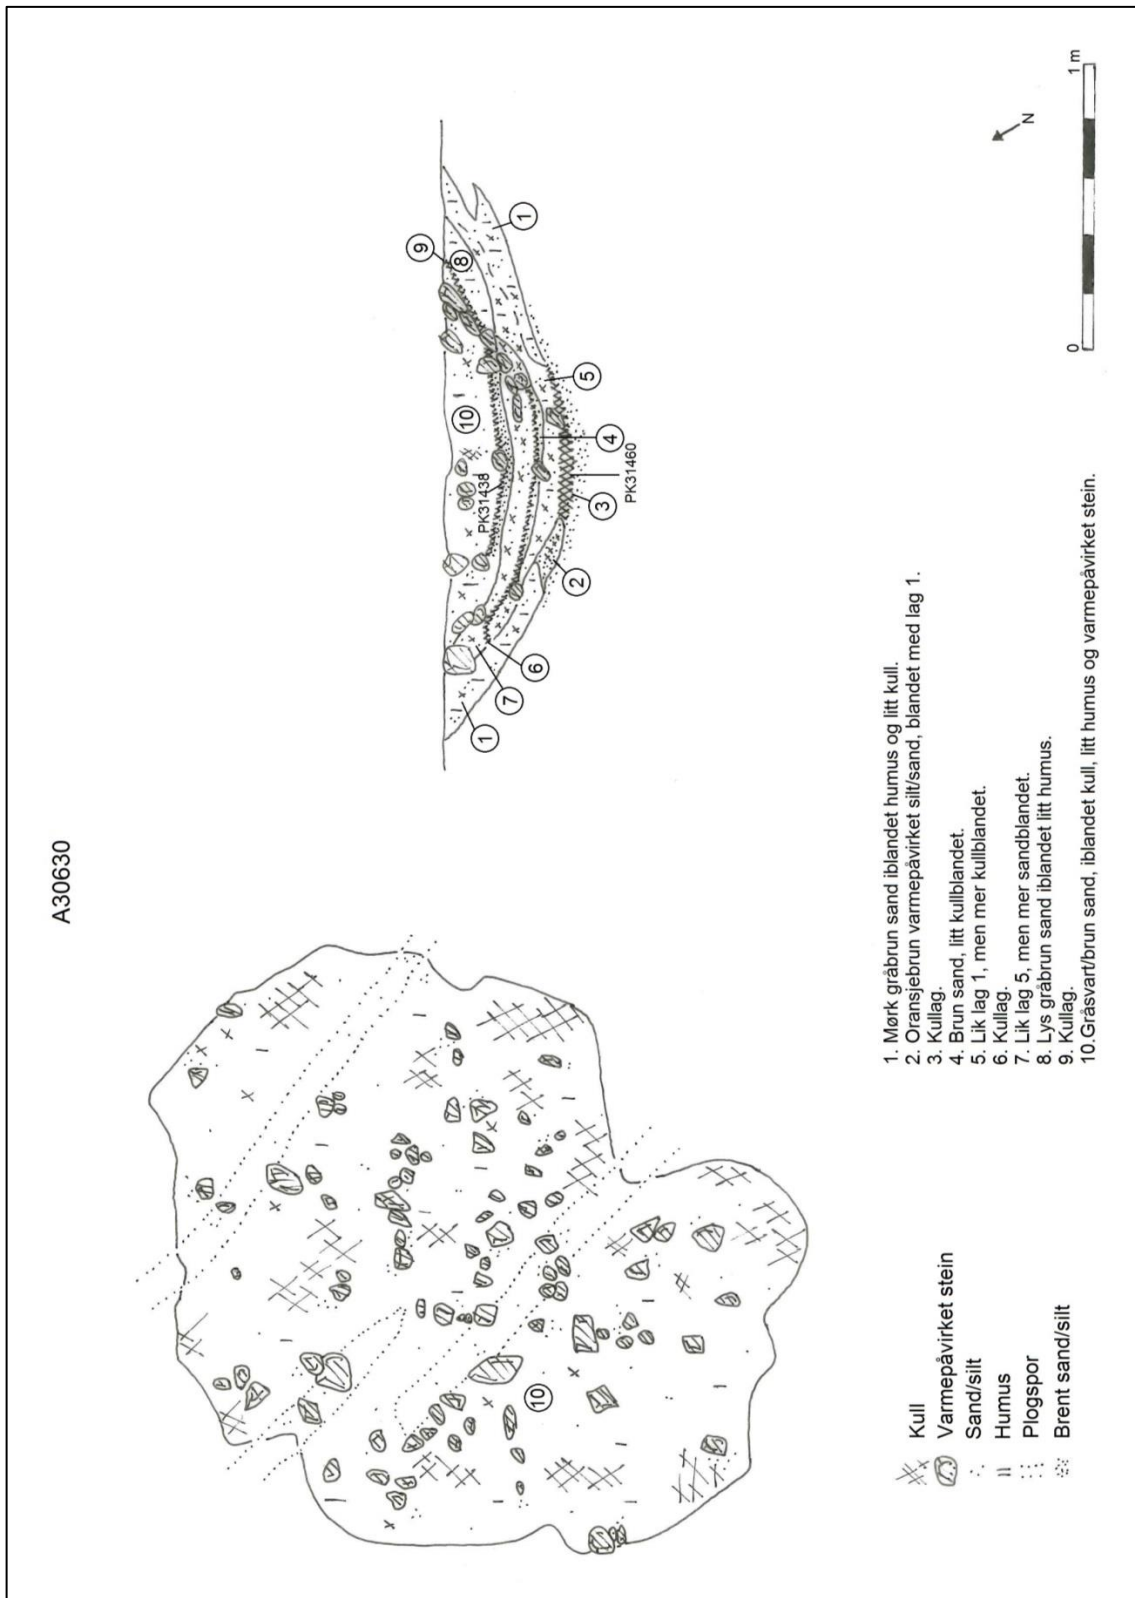 A30630
10
1
7
6
2
3
PK31460
PK31438
4
5
10
1
9
8
Kull
Varmepåvirket stein
Sand/silt
Humus
Plogspor
Brent sand/silt
1. Mørk gråbrun sand iblandet humus og litt kull.
2. Oransjebrun varmepåvirket silt/sand, blandet med lag 1.
3. Kullag.
4. Brun sand, litt kullblandet.
5. Lik lag 1, men mer kullblandet.
6. Kullag.
7. Lik lag 5, men mer sandblandet.
8. Lys gråbrun sand iblandet litt humus.
9. Kullag.
10.Gråsvart/brun sand, iblandet kull, litt humus og varmepåvirket stein.
N
0
1 m